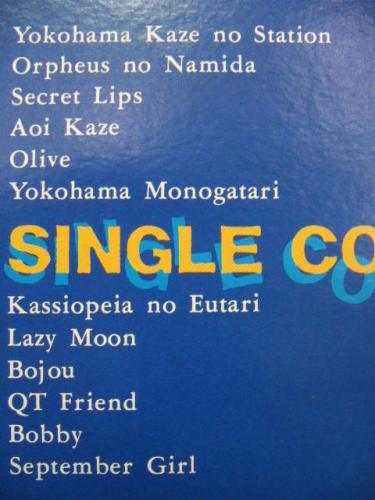 Yokohama Kaze no Station
Orpheus no Namida
Secret Lips
Aoi Kaze
Olive
Yokohama Monogatari
SINGLE CO
Kassiopeia no Eutari
Lazy Moon
Bojou
QT Friend
Bobby
September Girl